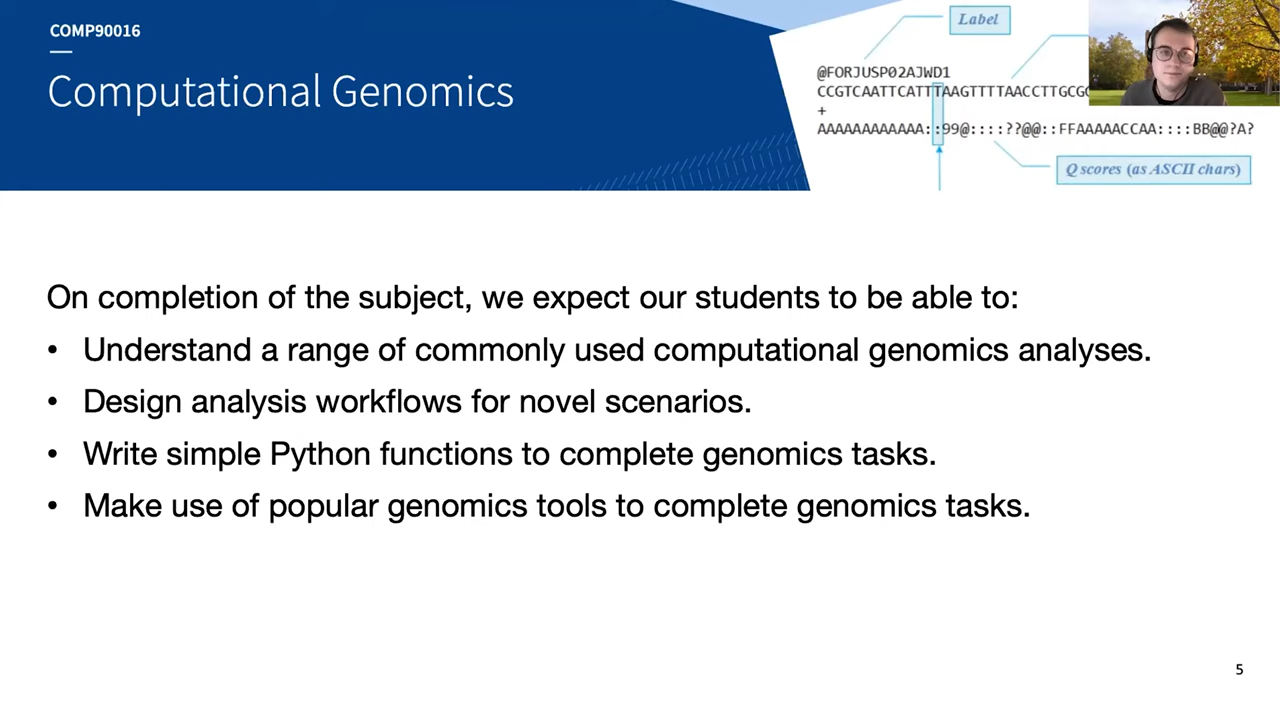 COMP90016
Computational Genomics
Label
@FORJUSP02AJWD1
CCGTCAATTCATTTAAGTTTTAACCTTGCGG
+
AAAAAAAAAAAA::99@::::??@@::FFAAAAACCAA::::BB@@?A?
Q scores (as ASCII chars)
On completion of the subject, we expect our students to be able to:
• Understand a range of commonly used computational genomics analyses.
• Design analysis workflows for novel scenarios.
• Write simple Python functions to complete genomics tasks.
• Make use of popular genomics tools to complete genomics tasks.
5